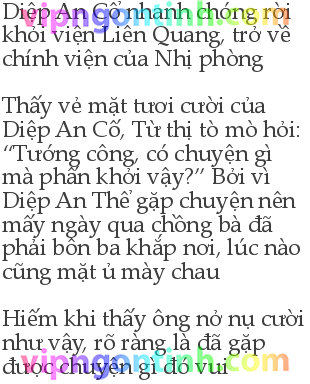 Diệp An Cố nhanh chóng rời
khỏi viện Liên Quang, trở về
chính viện của Nhị phòng

Thấy vẻ mặt tươi cười của
Diệp An Cố, Từ thị tò mò hỏi:
“Tướng công, có chuyện gì
mà phấn khởi vậy?” Bởi vì
Diệp An Thể gặp chuyện nên
mấy ngày qua chồng bà đã
phải bôn ba khắp nơi, lúc nào
cũng mặt ủ mày chau

Hiếm khi thấy ông nở nụ cười
như vậy, rõ ràng là đã gặp
được chuyện gì đó vui
vipngontinh.com
vipngontinh.com